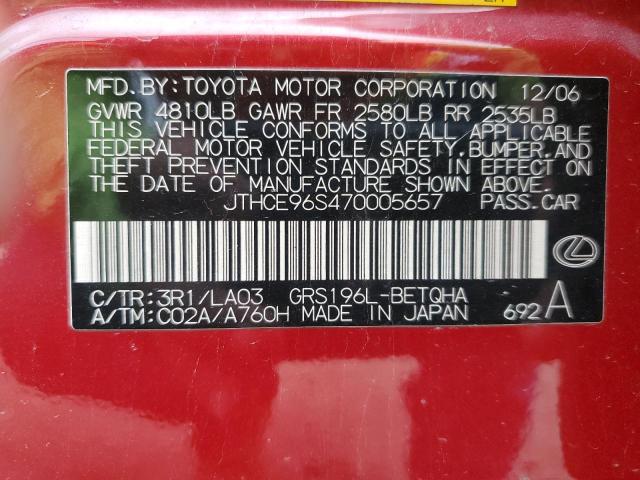 MFD. BY: TOYOTA MOTOR CORPORATION 12/06
GVWR 4810LB GAWR FR 2580LB RR 2535LB
THIS VEHICLE CONFORMS TO ALL APPLICABLE
FEDERAL MOTOR VEHICLE SAFETY, BUMPER, AND
THEFT PREVENTION STANDARDS IN EFFECT ON
THE DATE OF MANUFACTURE SHOWN ABOVE.
JTHCE96S470005657 PASS. CAR
C/TR: 3R1/LA03 GRS196L-BETQHA
A/TM: C02A/A760H MADE IN JAPAN 692 A